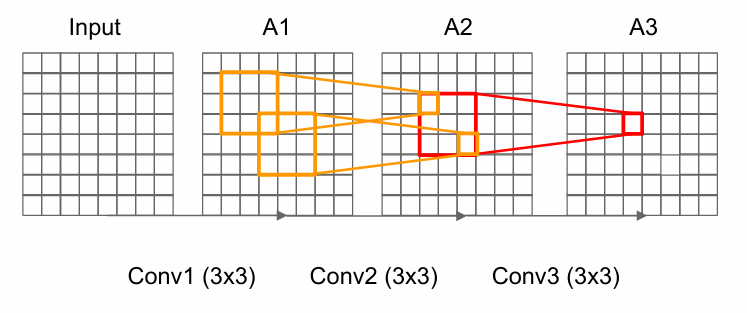 Input A1 A2 A3
Conv1 (3x3) Conv2 (3x3) Conv3 (3x3)